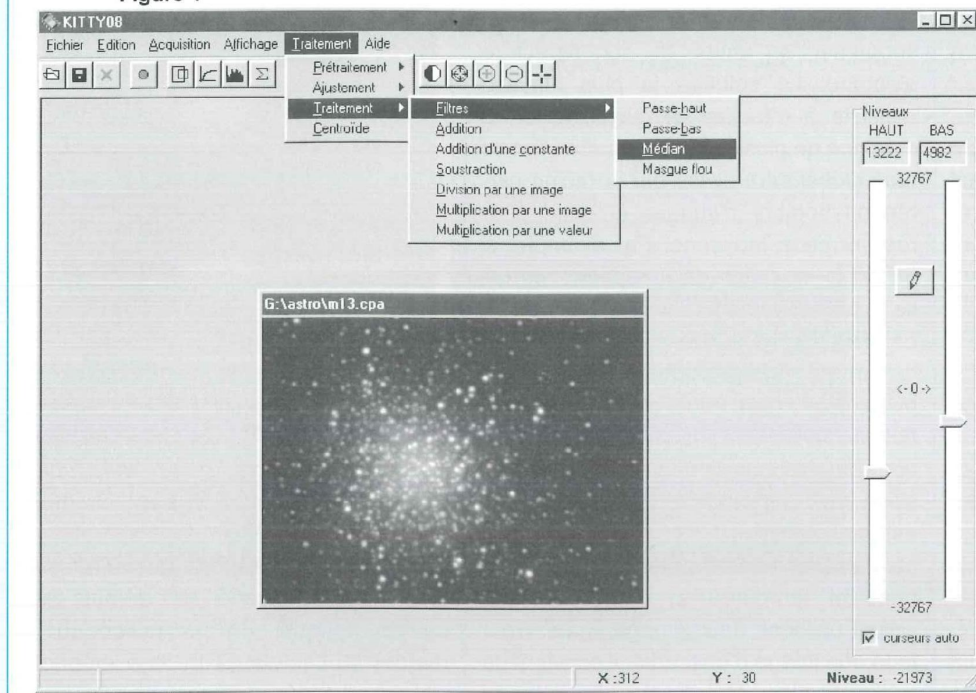 KITTY08
Fichier Edition Acquisition Affichage Traitement Aide
Prétraitement
Ajustement
Traitement
Centroïde
Filtres
Addition
Addition d'une constante
Soustraction
Division par une image
Multiplication par une image
Multiplication par une valeur
Passe-haut
Passe-bas
Médian
Masque flou
Niveaux
HAUT BAS
13222 4982
32767
<-0->
-32767
curseurs auto
G:\astro\m13.cpa
X :312 Y : 30 Niveau : -21973